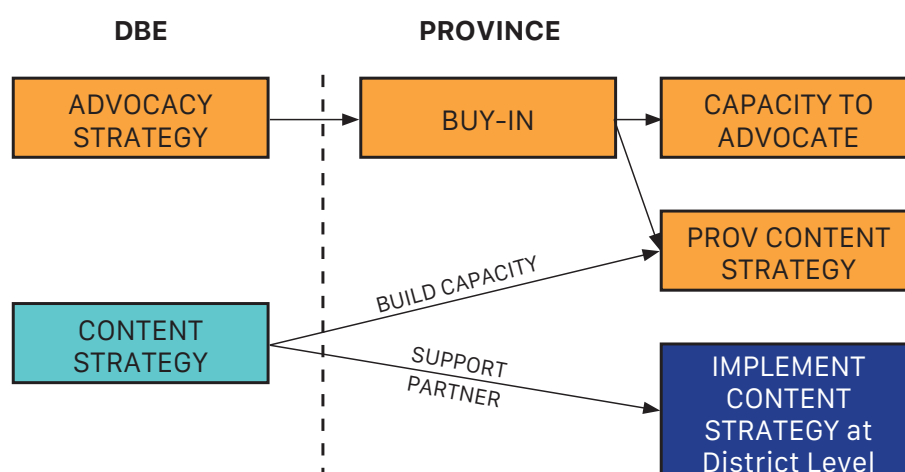 DBE
PROVINCE
ADVOCACY
STRATEGY
BUY-IN
CAPACITY TO
ADVOCATE
PROV CONTENT
STRATEGY
BUILD CAPACITY
CONTENT
STRATEGY
SUPPORT
PARTNER
IMPLEMENT
CONTENT
STRATEGY at
District Level